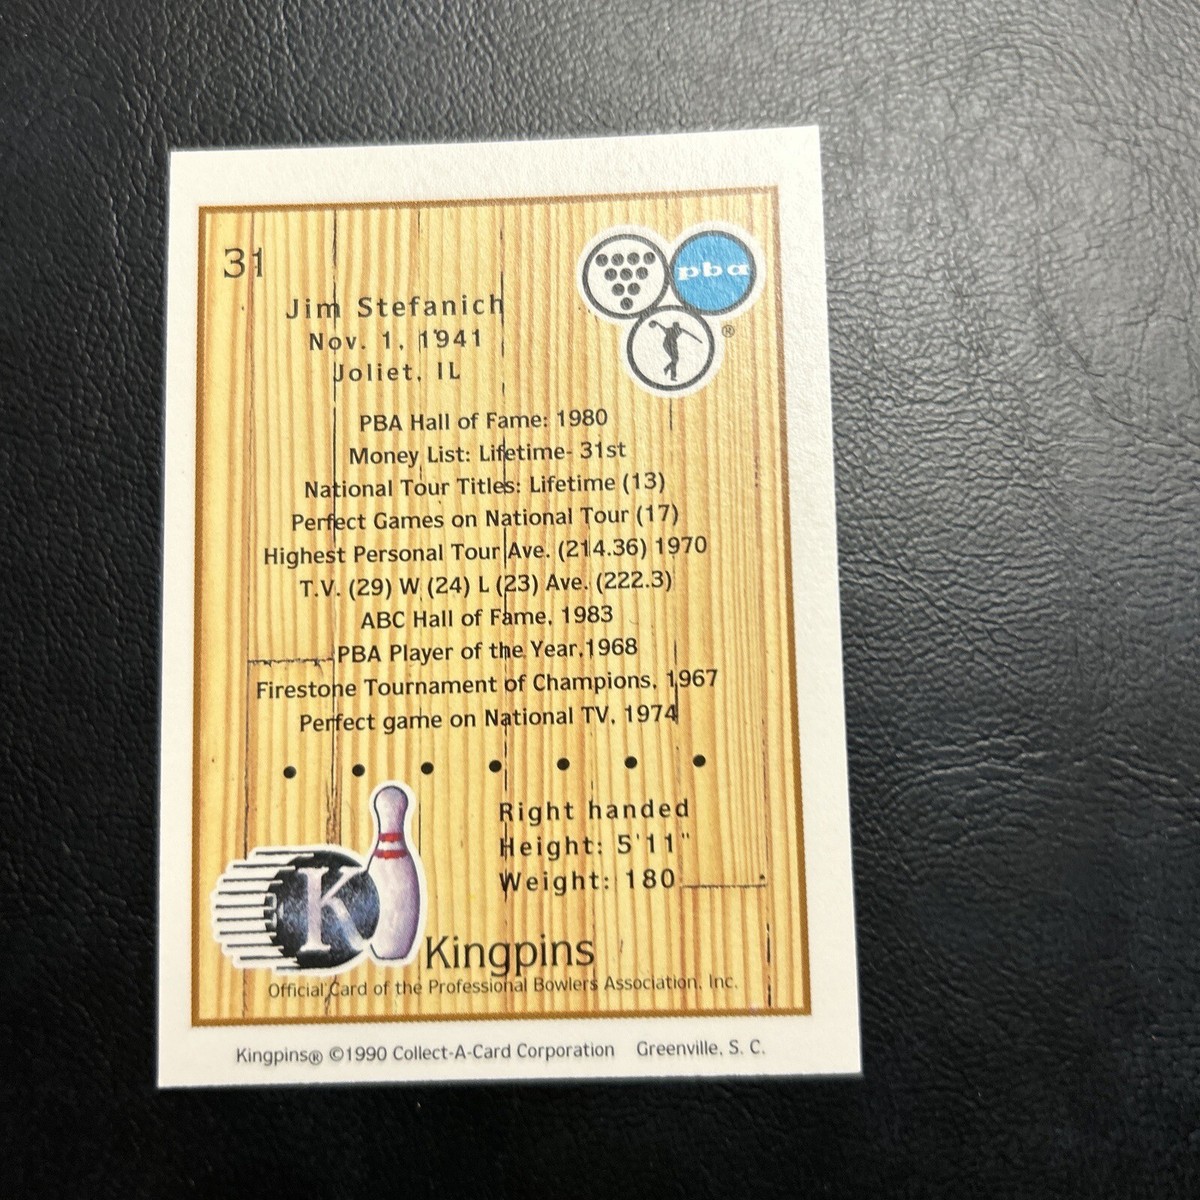 31
pba
®
Jim Stefanich
Nov. 1, 1941
Joliet, IL
PBA Hall of Fame: 1980
Money List: Lifetime- 31st
National Tour Titles: Lifetime (13)
Perfect Games on National Tour (17)
Highest Personal Tour Ave. (214.36) 1970
T.V. (29) W (24) L (23) Ave. (222.3)
ABC Hall of Fame, 1983
PBA Player of the Year,1968
Firestone Tournament of Champions, 1967
Perfect game on National TV, 1974
Right handed
Height: 5'11"
Weight: 180
K
Kingpins
Official Card of the Professional Bowlers Association, Inc.
Kingpins® ©1990 Collect-A-Card Corporation Greenville, S. C.